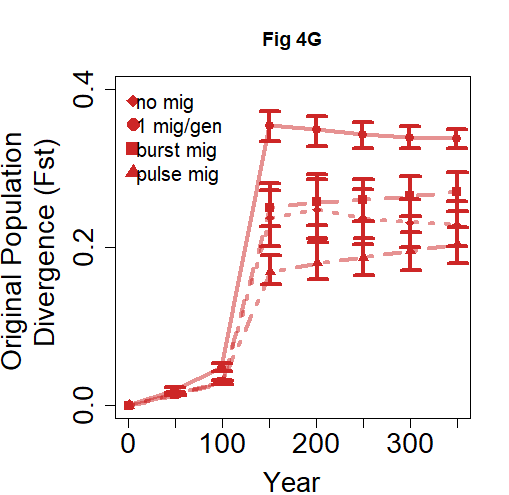 Fig 4G
Original Population
Divergence (Fst)
0.4
0.2
0.0
no mig
1 mig/gen
burst mig
pulse mig
0
100
200
300
Year